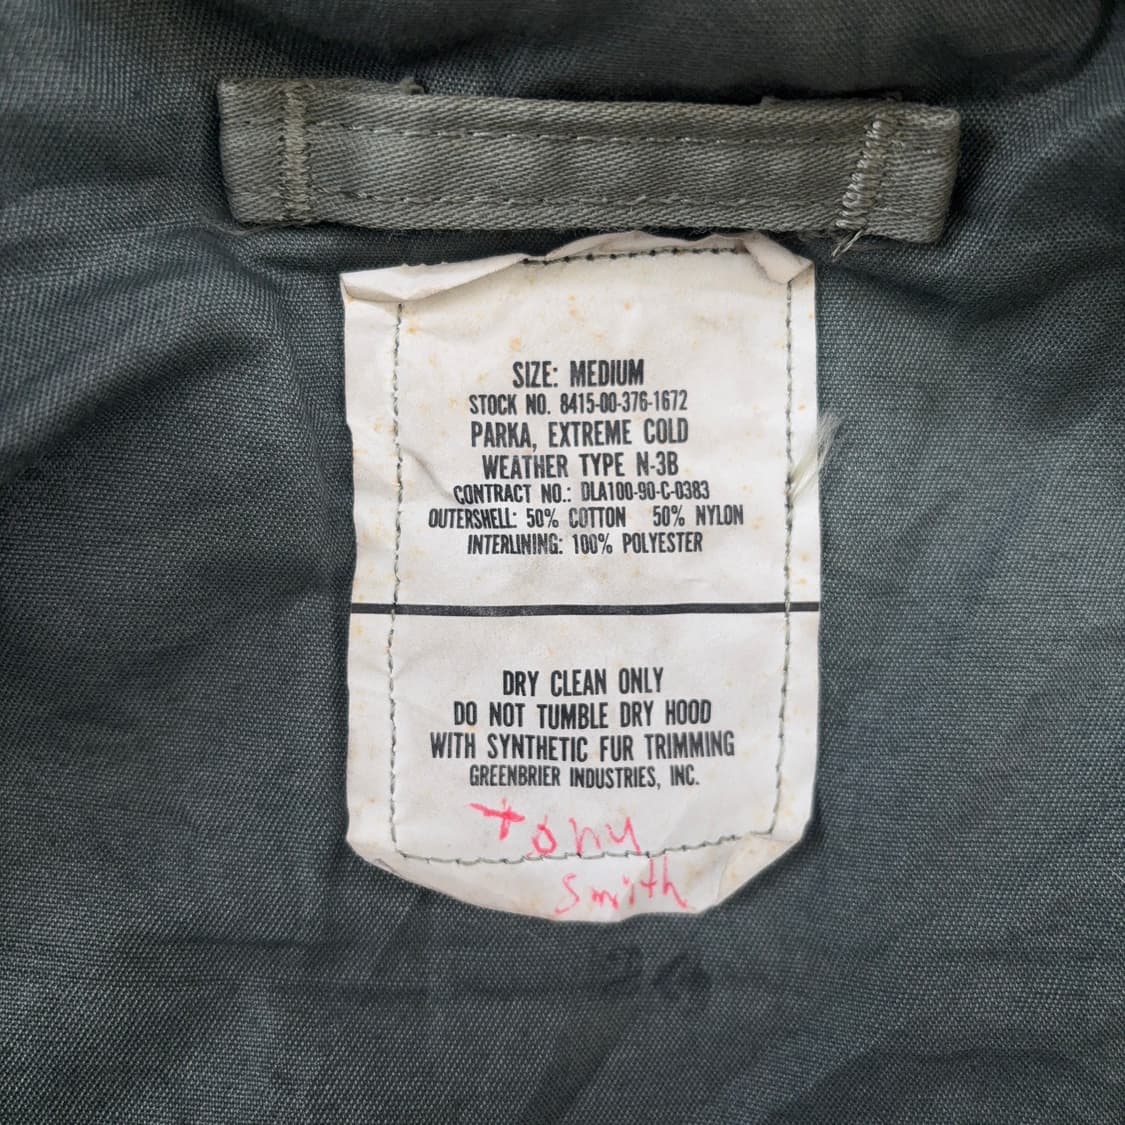 SIZE: MEDIUM
STOCK NO. 8415-00-376-1672
PARKA, EXTREME COLD
WEATHER TYPE N-3B
CONTRACT NO.: DLA100-90-C-0383
OUTERSHELL: 50% COTTON 50% NYLON
INTERLINING: 100% POLYESTER
DRY CLEAN ONLY
DO NOT TUMBLE DRY HOOD
WITH SYNTHETIC FUR TRIMMING
GREENBRIER INDUSTRIES, INC.
tony
Smith